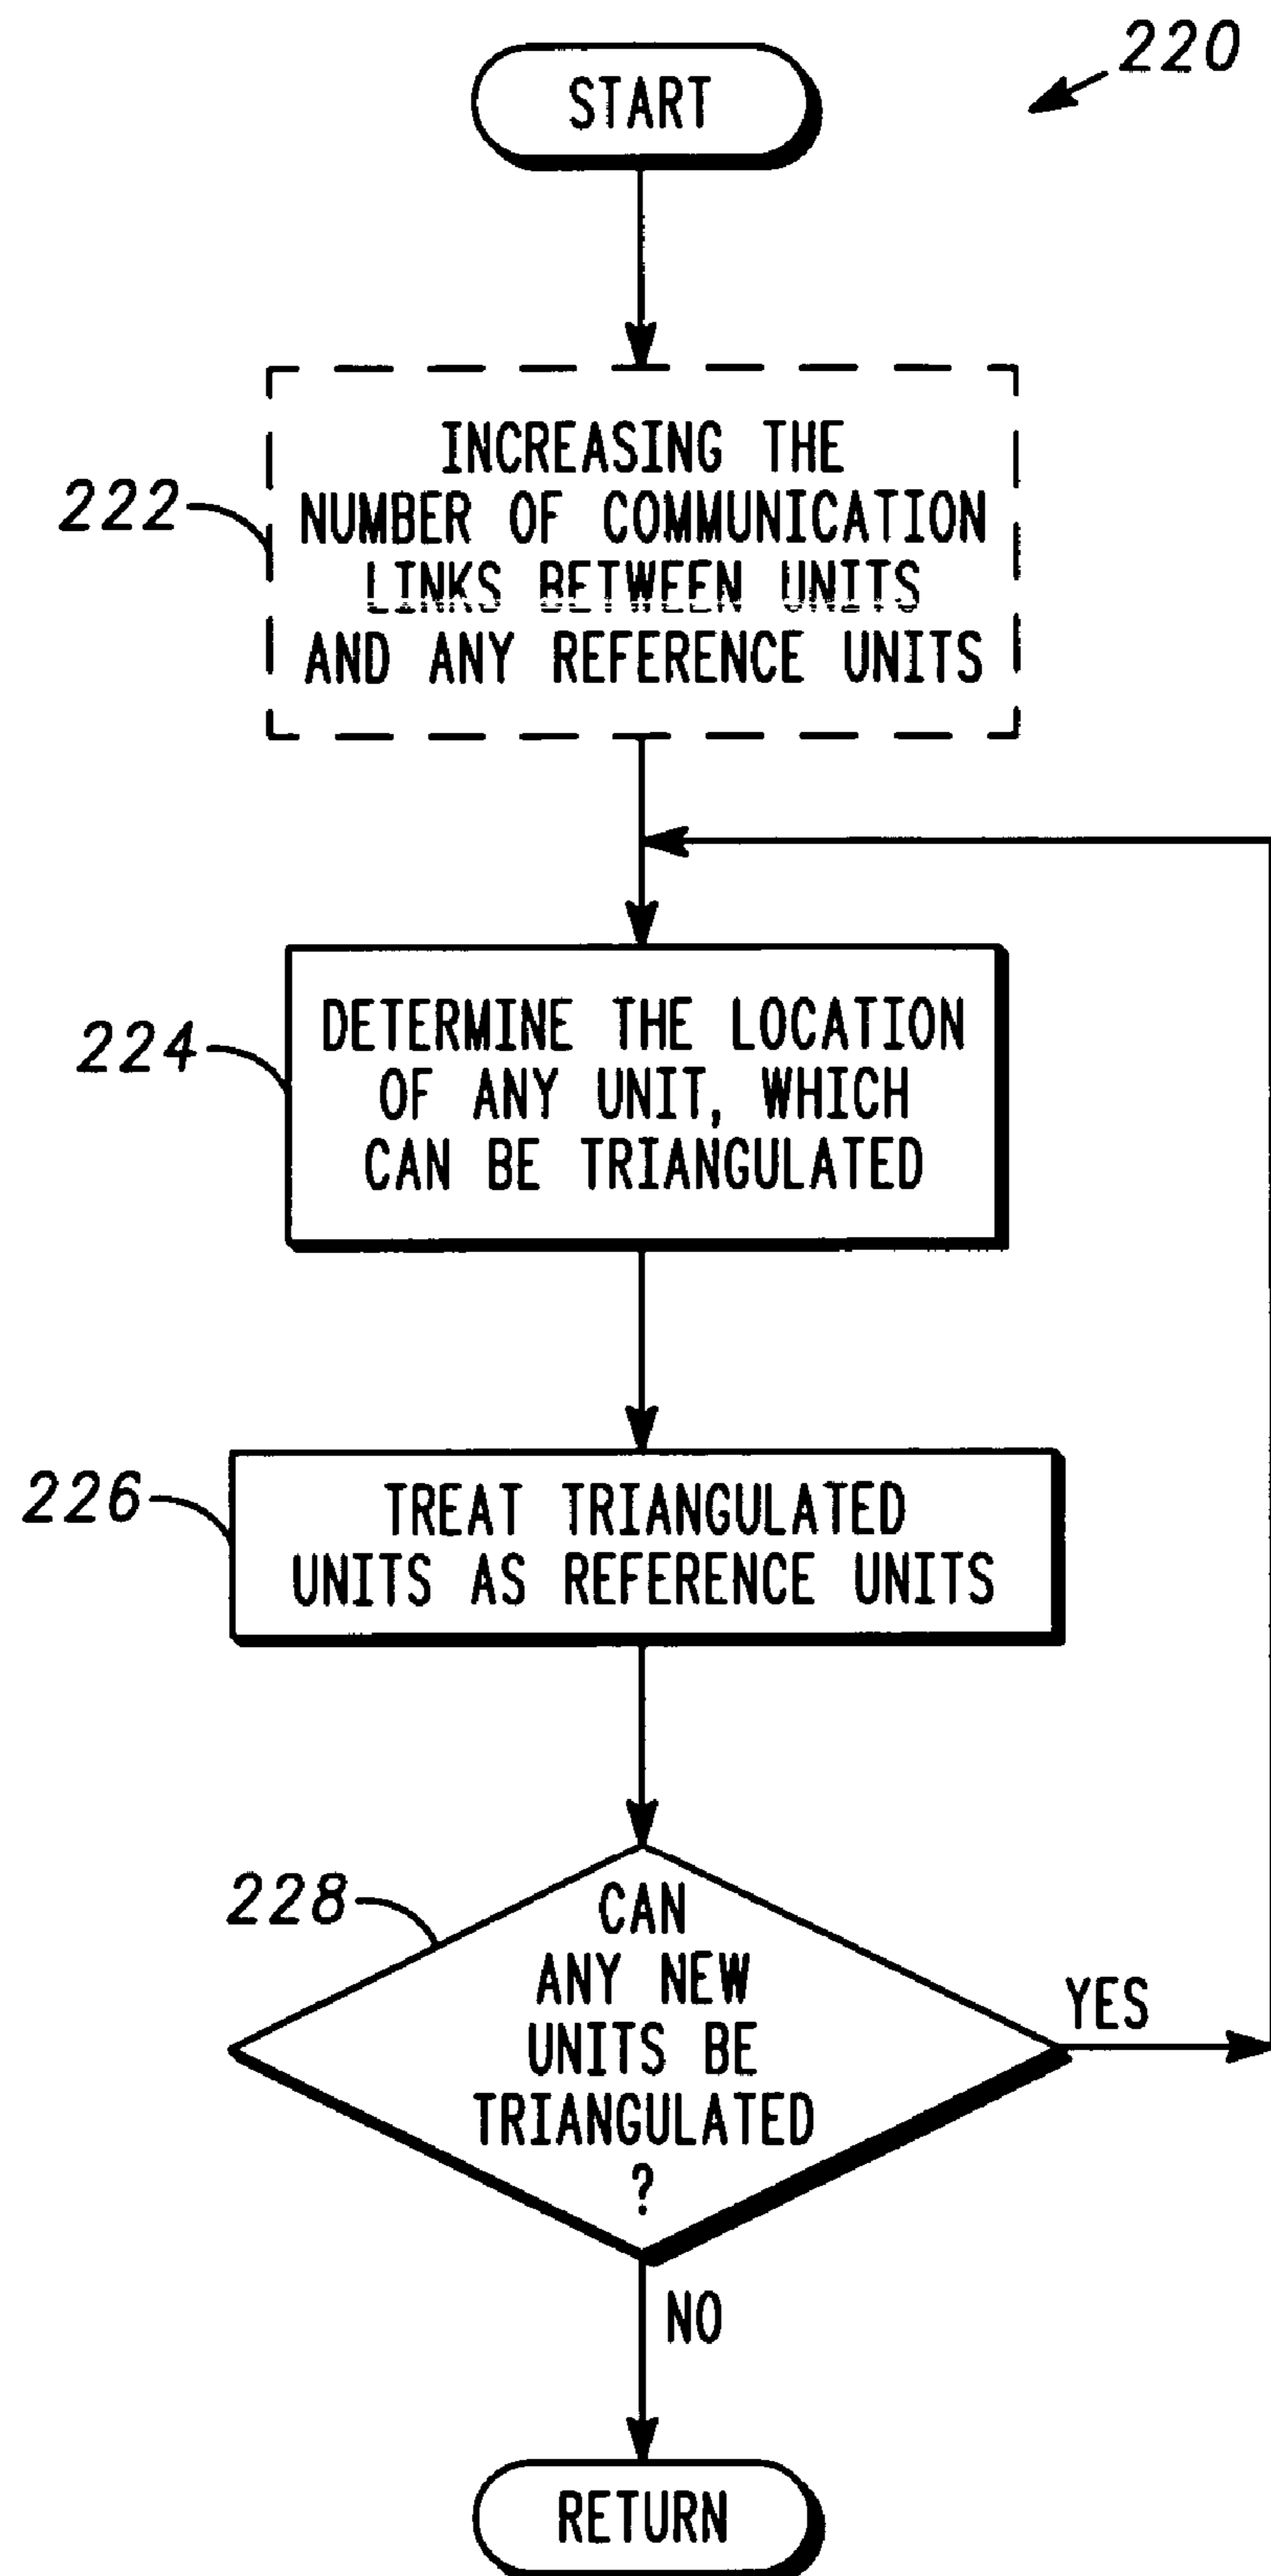 220
START
222
INCREASING THE
NUMBER OF COMMUNICATION
LINKS BETWEEN UNITS
AND ANY REFERENCE UNITS
224
DETERMINE THE LOCATION
OF ANY UNIT, WHICH
CAN BE TRIANGULATED
226
TREAT TRIANGULATED
UNITS AS REFERENCE UNITS
228
CAN
ANY NEW
UNITS BE
TRIANGULATED
?
YES
NO
RETURN